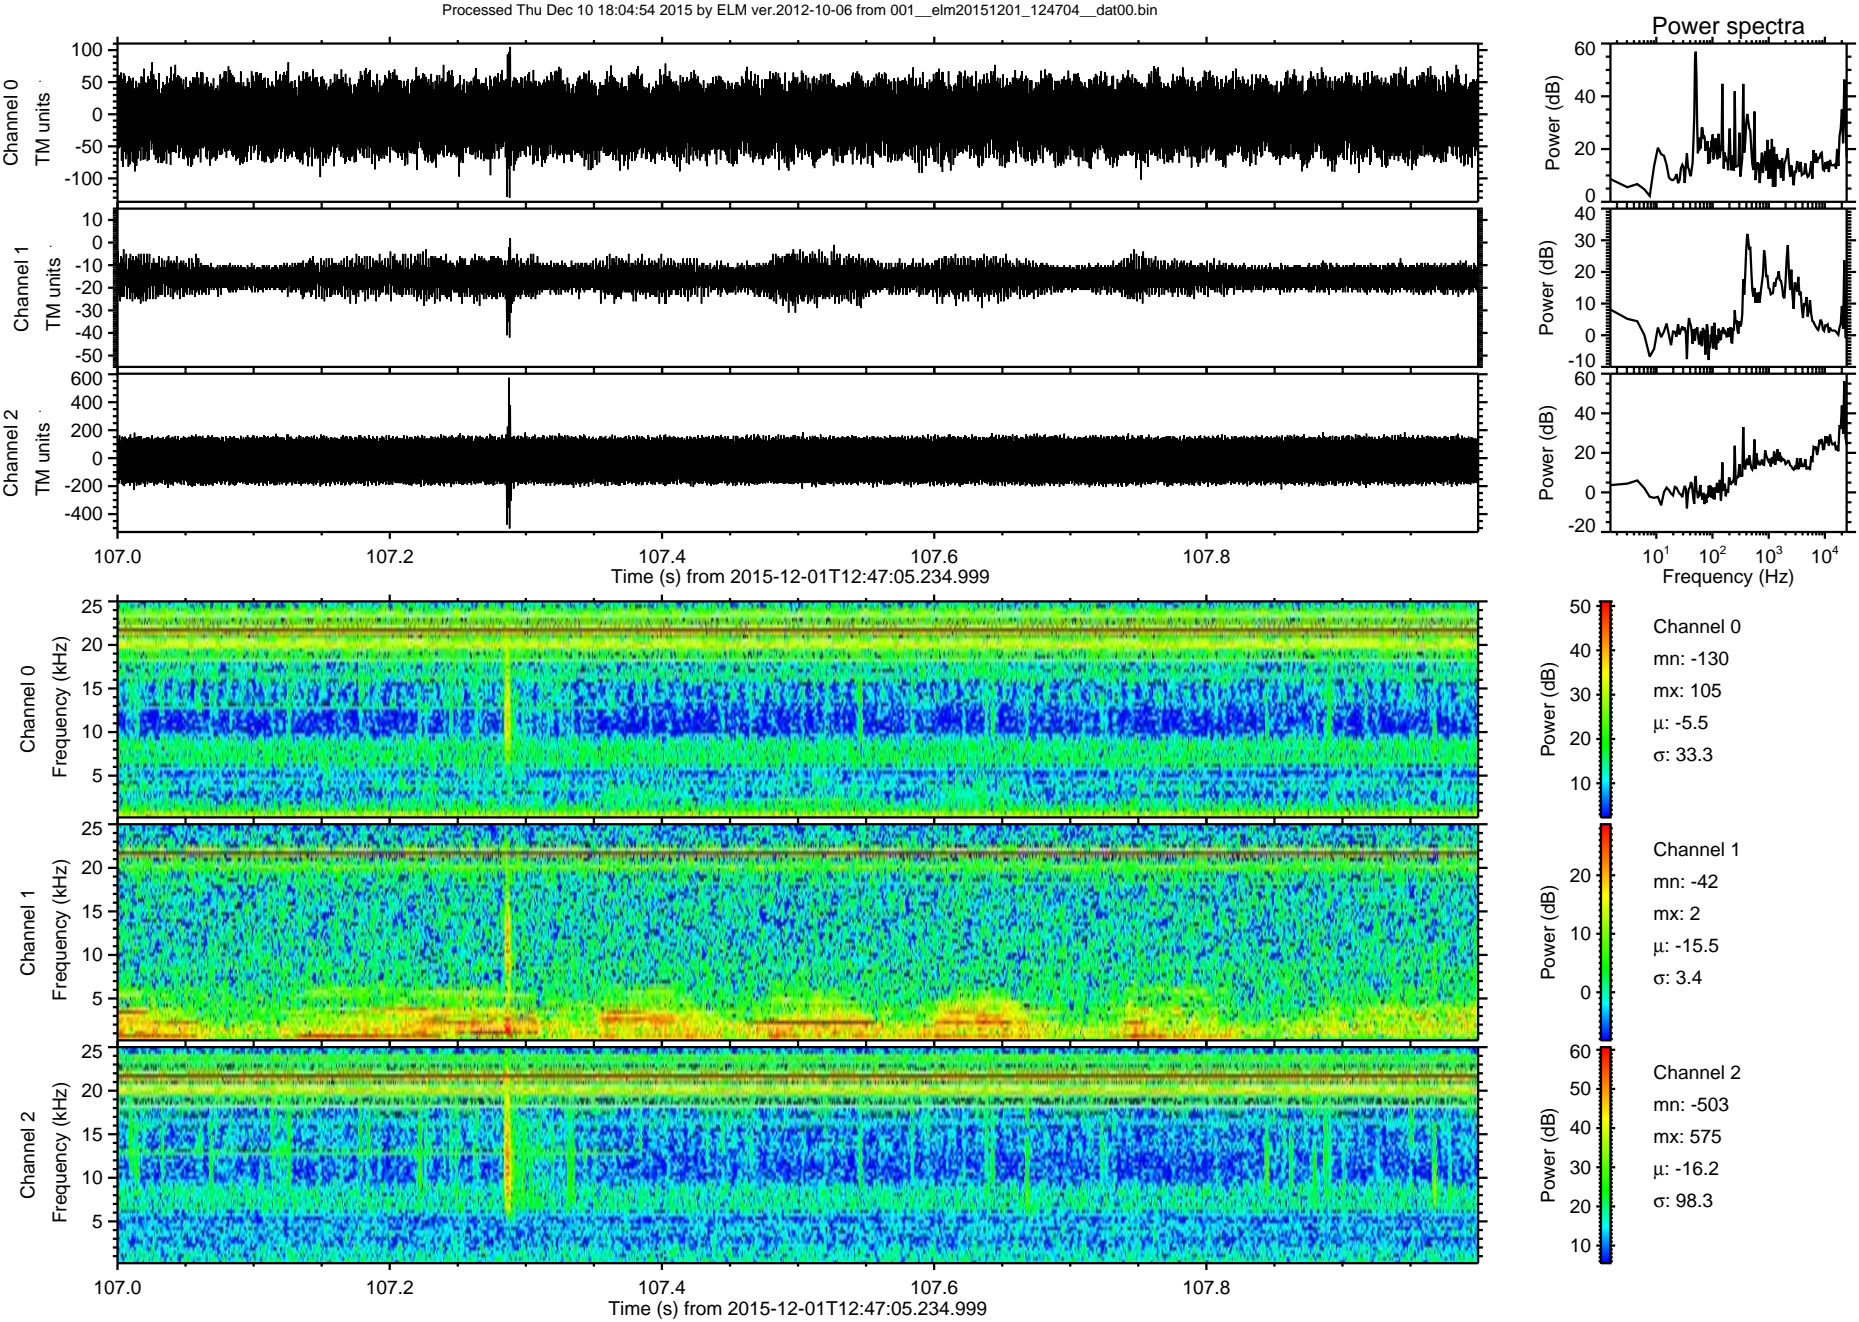 Processed Thu Dec 10 18:04:54 2015 by ELM ver.2012-10-06 from 001__elm20151201_124704__dat00.bin
Power spectra
Channel 0
TM units
100
50
0
-50
-100
Power (dB)
60
40
20
0
Channel 1
TM units
10
0
-10
-20
-30
-40
-50
Power (dB)
40
30
20
10
0
-10
Channel 2
TM units
600
400
200
0
-200
-400
Power (dB)
60
40
20
0
-20
107.0 107.2 107.4 107.6 107.8
Time (s) from 2015-12-01T12:47:05.234.999
10^1 10^2 10^3 10^4
Frequency (Hz)
Channel 0
Frequency (kHz)
25
20
15
10
5
Power (dB)
50
40
30
20
10
Channel 0
mn: -130
mx: 105
µ: -5.5
σ: 33.3
Channel 1
Frequency (kHz)
25
20
15
10
5
Power (dB)
20
10
0
Channel 1
mn: -42
mx: 2
µ: -15.5
σ: 3.4
Channel 2
Frequency (kHz)
25
20
15
10
5
Power (dB)
60
50
40
30
20
10
Channel 2
mn: -503
mx: 575
µ: -16.2
σ: 98.3
107.0 107.2 107.4 107.6 107.8
Time (s) from 2015-12-01T12:47:05.234.999